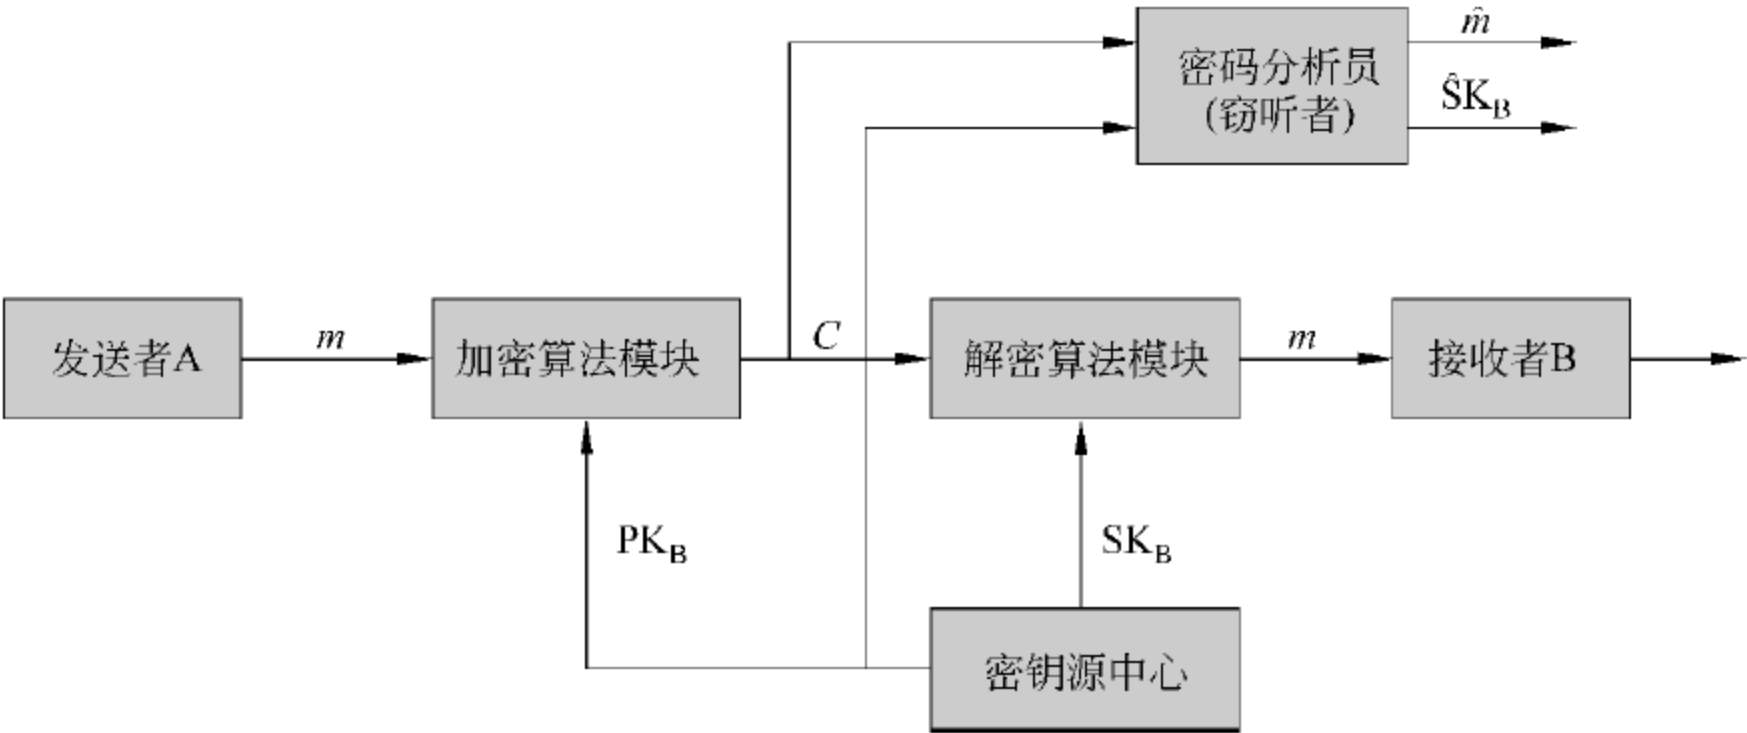 m̂
密码分析员
(窃听者)
ŜK_B
发送者A
m
加密算法模块
C
解密算法模块
m
接收者B
PK_B
SK_B
密钥源中心